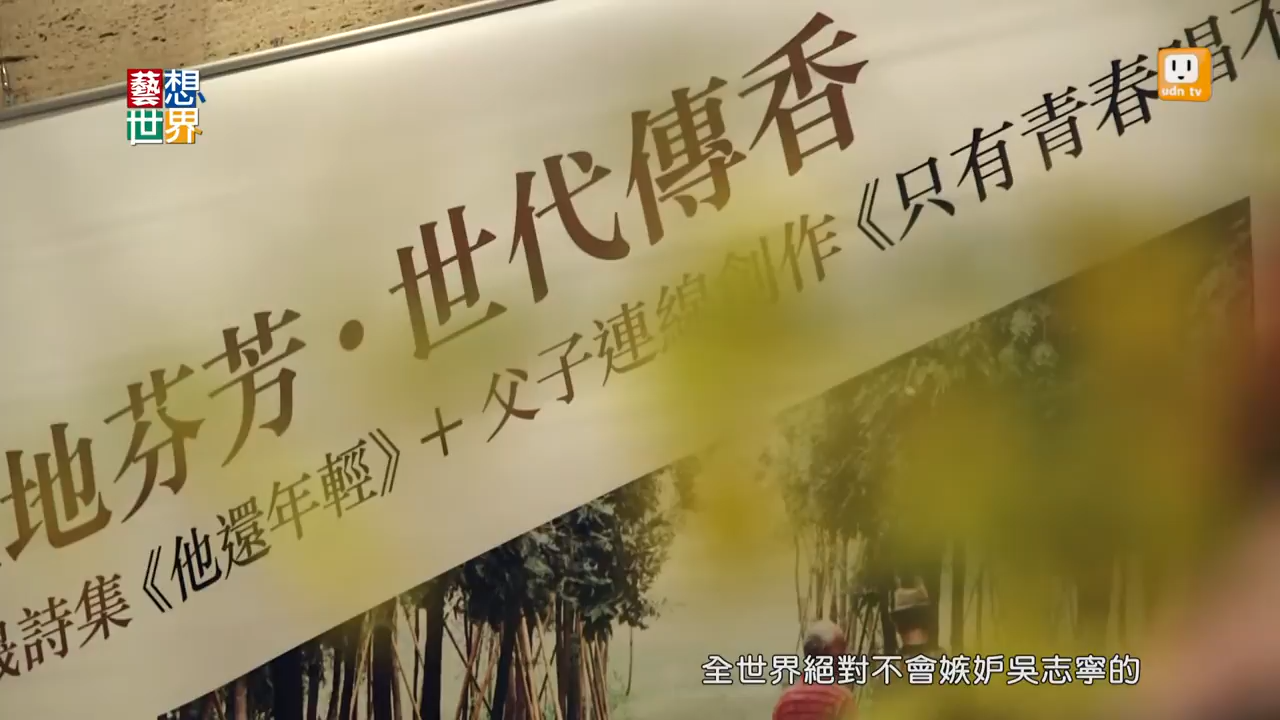 藝想
世界
udn tv
地芬芳・世代傳香
詩集《他還年輕》+父子連線創作《只有青春唱不
全世界絕對不會嫉妒吳志寧的